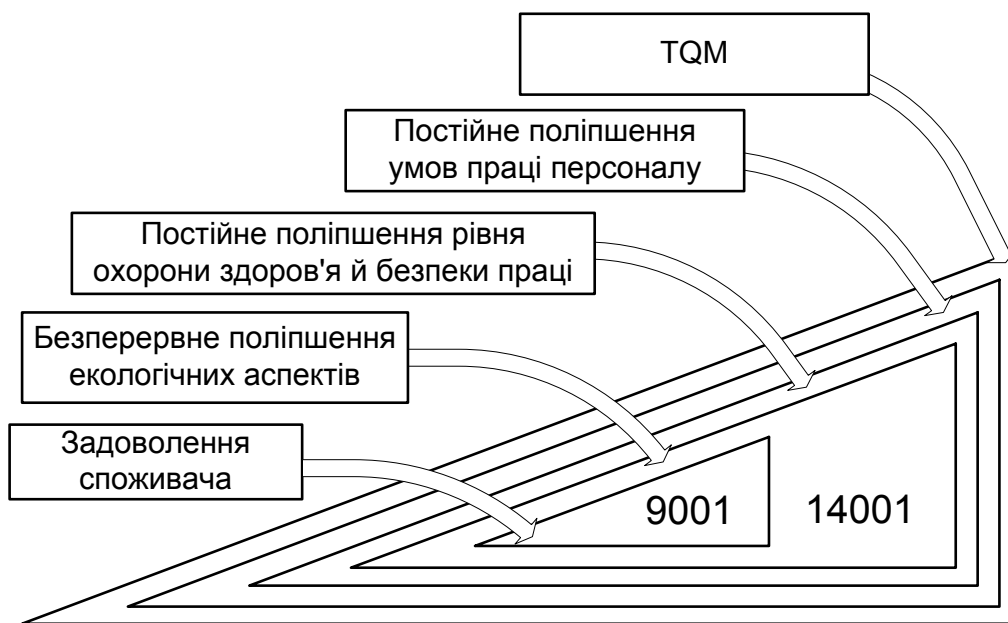 TQM
Постійне поліпшення
умов праці персоналу
Постійне поліпшення рівня
охорони здоров'я й безпеки праці
Безперервне поліпшення
екологічних аспектів
Задоволення
споживача
9001
14001